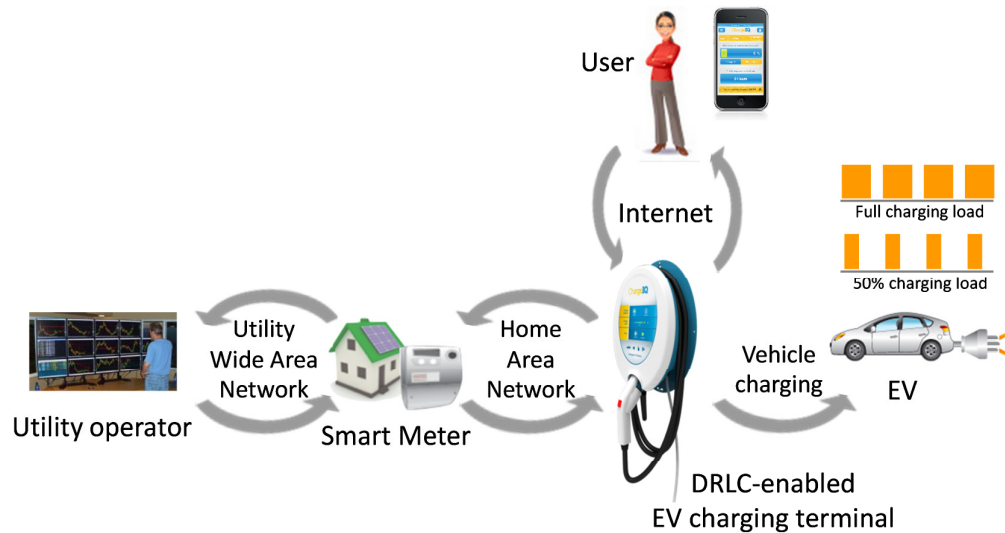 User
Internet
Full charging load
50% charging load
Utility
Wide Area
Network
Home
Area
Network
ChargeIQ
Vehicle
charging
EV
Utility operator
Smart Meter
DRLC-enabled
EV charging terminal